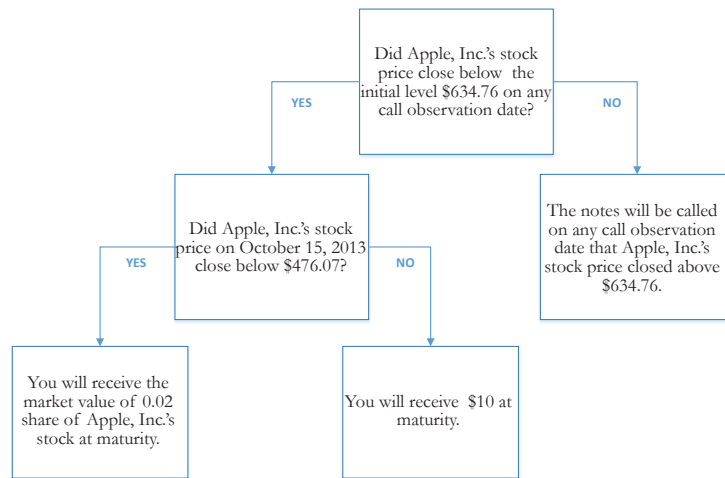 Did Apple, Inc.'s stock
price close below the
initial level $634.76 on any
call observation date?
YES
NO
Did Apple, Inc.'s stock
price on October 15, 2013
close below $476.07?
The notes will be called
on any call observation
date that Apple, Inc.'s
stock price closed above
$634.76.
YES
NO
You will receive the
market value of 0.02
share of Apple, Inc.'s
stock at maturity.
You will receive $10 at
maturity.